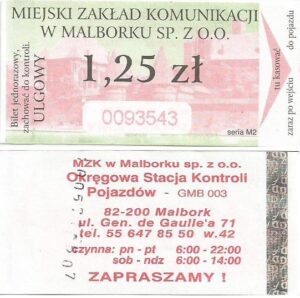 MIEJSKI ZAKŁAD KOMUNIKACJI
W MALBORKU SP. Z O.O.
Bilet jednorazowy,
zachować do kontroli.
ULGOWY
1,25 zł
0093543
seria M2
tu kasować
zaraz po wejściu do pojazdu
MZK w Malborku sp. z o.o.
Okręgowa Stacja Kontroli
Pojazdów - GMB 003
82-200 Malbork
ul. Gen. de Gaulle'a 71
tel. 55 647 85 50 w.42
czynna: pn - pt 6:00 - 22:00
sob - ndz 6:00 - 14:00
ZAPRASZAMY !